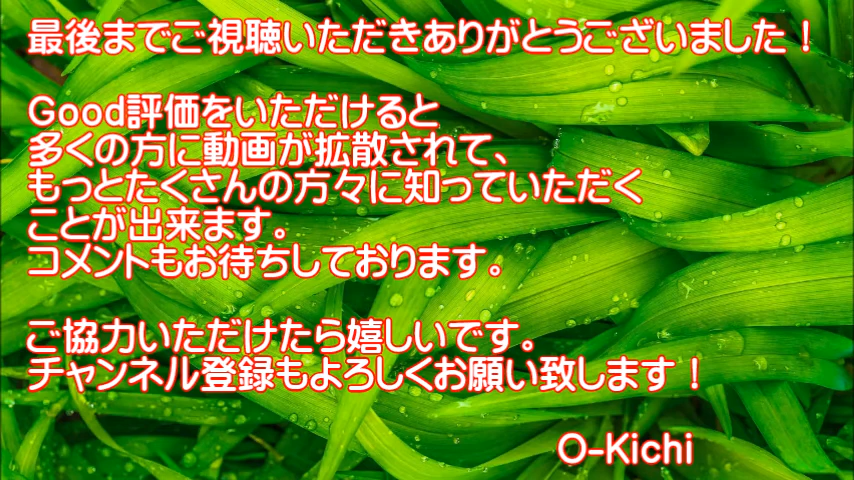 最後までご視聴いただきありがとうございました！
Good評価をいただけると
多くの方に動画が拡散されて、
もっとたくさんの方々に知っていただく
ことが出来ます。
コメントもお待ちしております。
ご協力いただけたら嬉しいです。
チャンネル登録もよろしくお願い致します！
O-Kichi